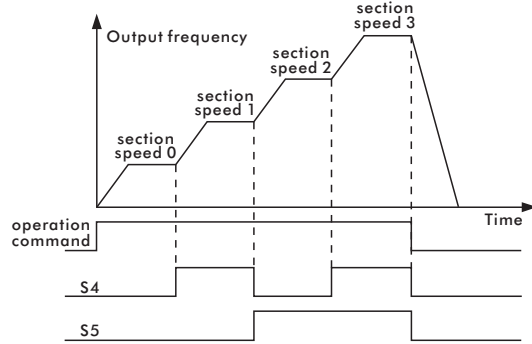 Output frequency
section
speed 0
section
speed 1
section
speed 2
section
speed 3
Time
operation
command
S4
S5